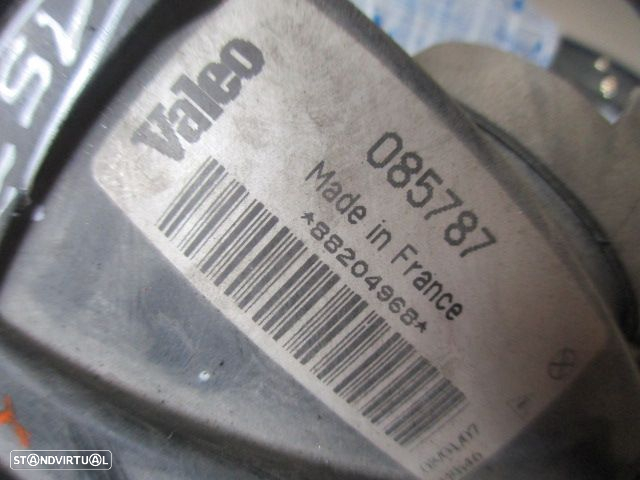 Valeo
085787
Made in France
*88204968*
STANDVIRTUAL